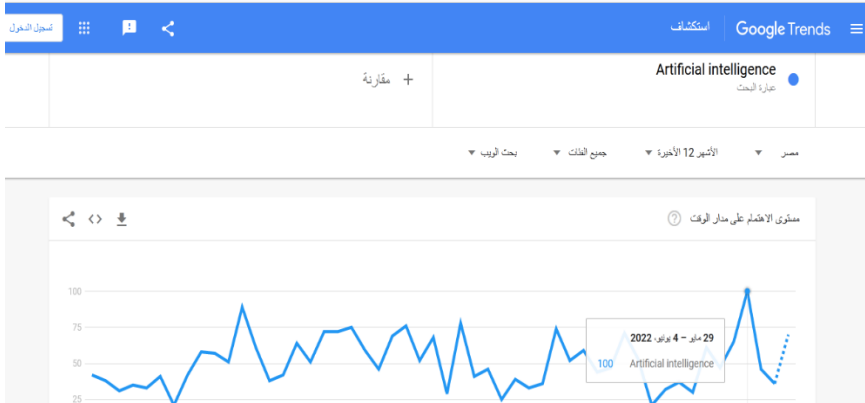 Google Trends
استكشاف
تسجيل الدخول
Artificial intelligence
عبارة البحث
+ مقارنة
مصر
الأشهر 12 الأخيرة
جميع الفئات
بحث الويب
مستوى الاهتمام على مدار الوقت
100
75
50
25
29 مايو – 4 يونيو، 2022
100 Artificial intelligence